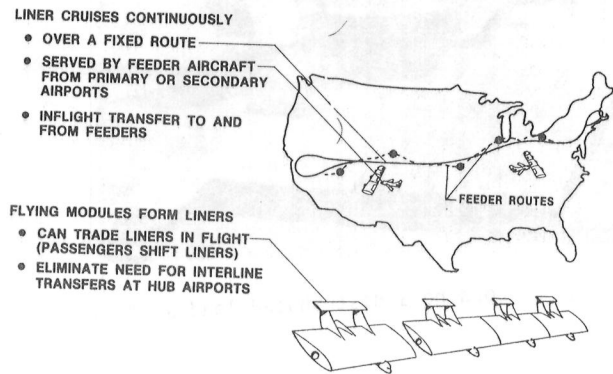 LINER CRUISES CONTINUOUSLY
● OVER A FIXED ROUTE
● SERVED BY FEEDER AIRCRAFT
FROM PRIMARY OR SECONDARY
AIRPORTS
● INFLIGHT TRANSFER TO AND
FROM FEEDERS
FEEDER ROUTES
FLYING MODULES FORM LINERS
● CAN TRADE LINERS IN FLIGHT
(PASSENGERS SHIFT LINERS)
● ELIMINATE NEED FOR INTERLINE
TRANSFERS AT HUB AIRPORTS